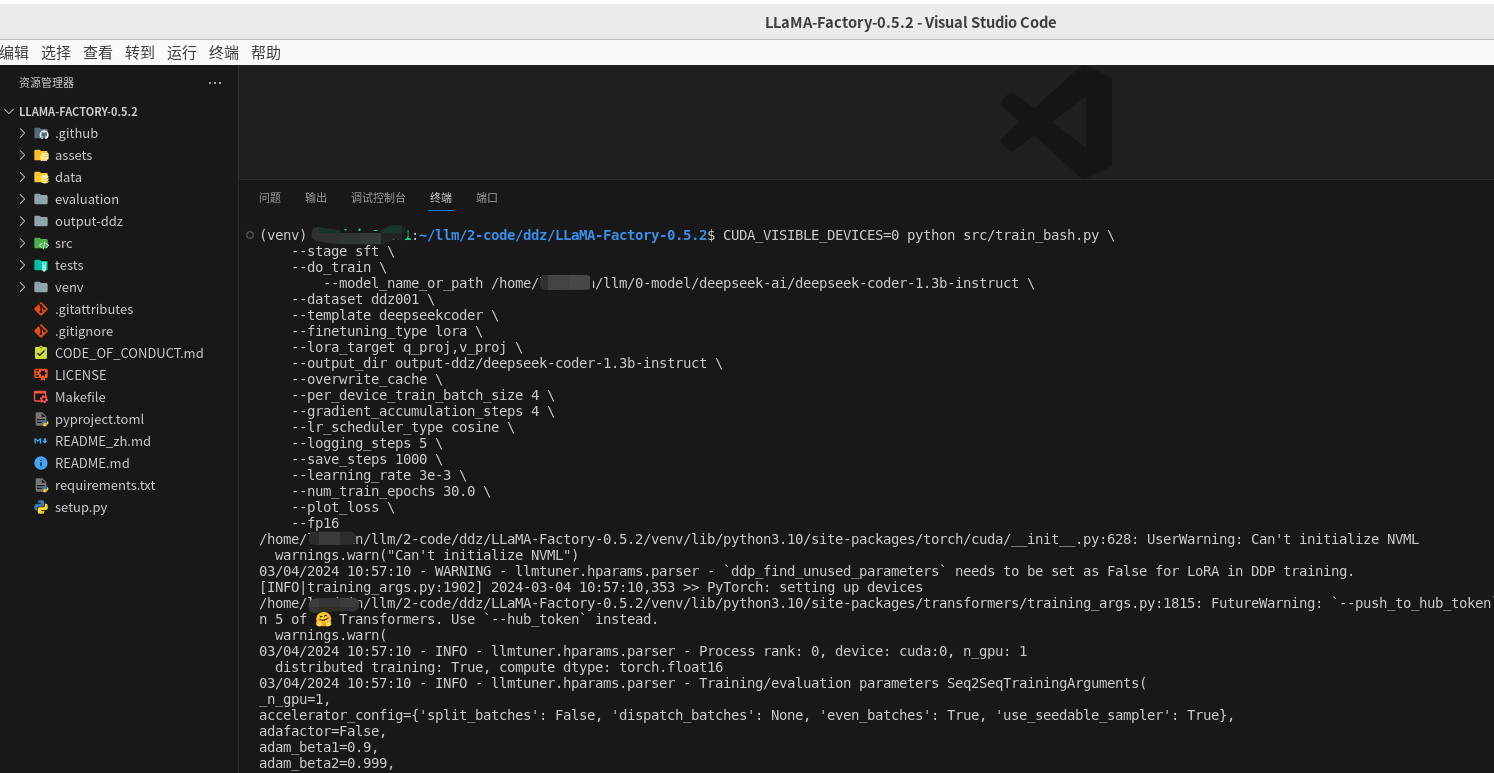 LLaMA-Factory-0.5.2 - Visual Studio Code
编辑 选择 查看 转到 运行 终端 帮助
资源管理器
LLAMA-FACTORY-0.5.2
.github
assets
data
evaluation
output-ddz
src
tests
venv
.gitattributes
.gitignore
CODE_OF_CONDUCT.md
LICENSE
Makefile
pyproject.toml
README_zh.md
README.md
requirements.txt
setup.py
问题 输出 调试控制台 终端 端口
(venv) :~/llm/2-code/ddz/LLaMA-Factory-0.5.2$ CUDA_VISIBLE_DEVICES=0 python src/train_bash.py \
--stage sft \
--do_train \
--model_name_or_path /home/ /llm/0-model/deepseek-ai/deepseek-coder-1.3b-instruct \
--dataset ddz001 \
--template deepseekcoder \
--finetuning_type lora \
--lora_target q_proj,v_proj \
--output_dir output-ddz/deepseek-coder-1.3b-instruct \
--overwrite_cache \
--per_device_train_batch_size 4 \
--gradient_accumulation_steps 4 \
--lr_scheduler_type cosine \
--logging_steps 5 \
--save_steps 1000 \
--learning_rate 3e-3 \
--num_train_epochs 30.0 \
--plot_loss \
--fp16
/home/ n/llm/2-code/ddz/LLaMA-Factory-0.5.2/venv/lib/python3.10/site-packages/torch/cuda/__init__.py:628: UserWarning: Can't initialize NVML
warnings.warn("Can't initialize NVML")
03/04/2024 10:57:10 - WARNING - llmtuner.hparams.parser - `ddp_find_unused_parameters` needs to be set as False for LoRA in DDP training.
[INFO|training_args.py:1902] 2024-03-04 10:57:10,353 >> PyTorch: setting up devices
/home/ n/llm/2-code/ddz/LLaMA-Factory-0.5.2/venv/lib/python3.10/site-packages/transformers/training_args.py:1815: FutureWarning: `--push_to_hub_token`
n 5 of 🤗 Transformers. Use `--hub_token` instead.
warnings.warn(
03/04/2024 10:57:10 - INFO - llmtuner.hparams.parser - Process rank: 0, device: cuda:0, n_gpu: 1
distributed training: True, compute dtype: torch.float16
03/04/2024 10:57:10 - INFO - llmtuner.hparams.parser - Training/evaluation parameters Seq2SeqTrainingArguments(
_n_gpu=1,
accelerator_config={'split_batches': False, 'dispatch_batches': None, 'even_batches': True, 'use_seedable_sampler': True},
adafactor=False,
adam_beta1=0.9,
adam_beta2=0.999,